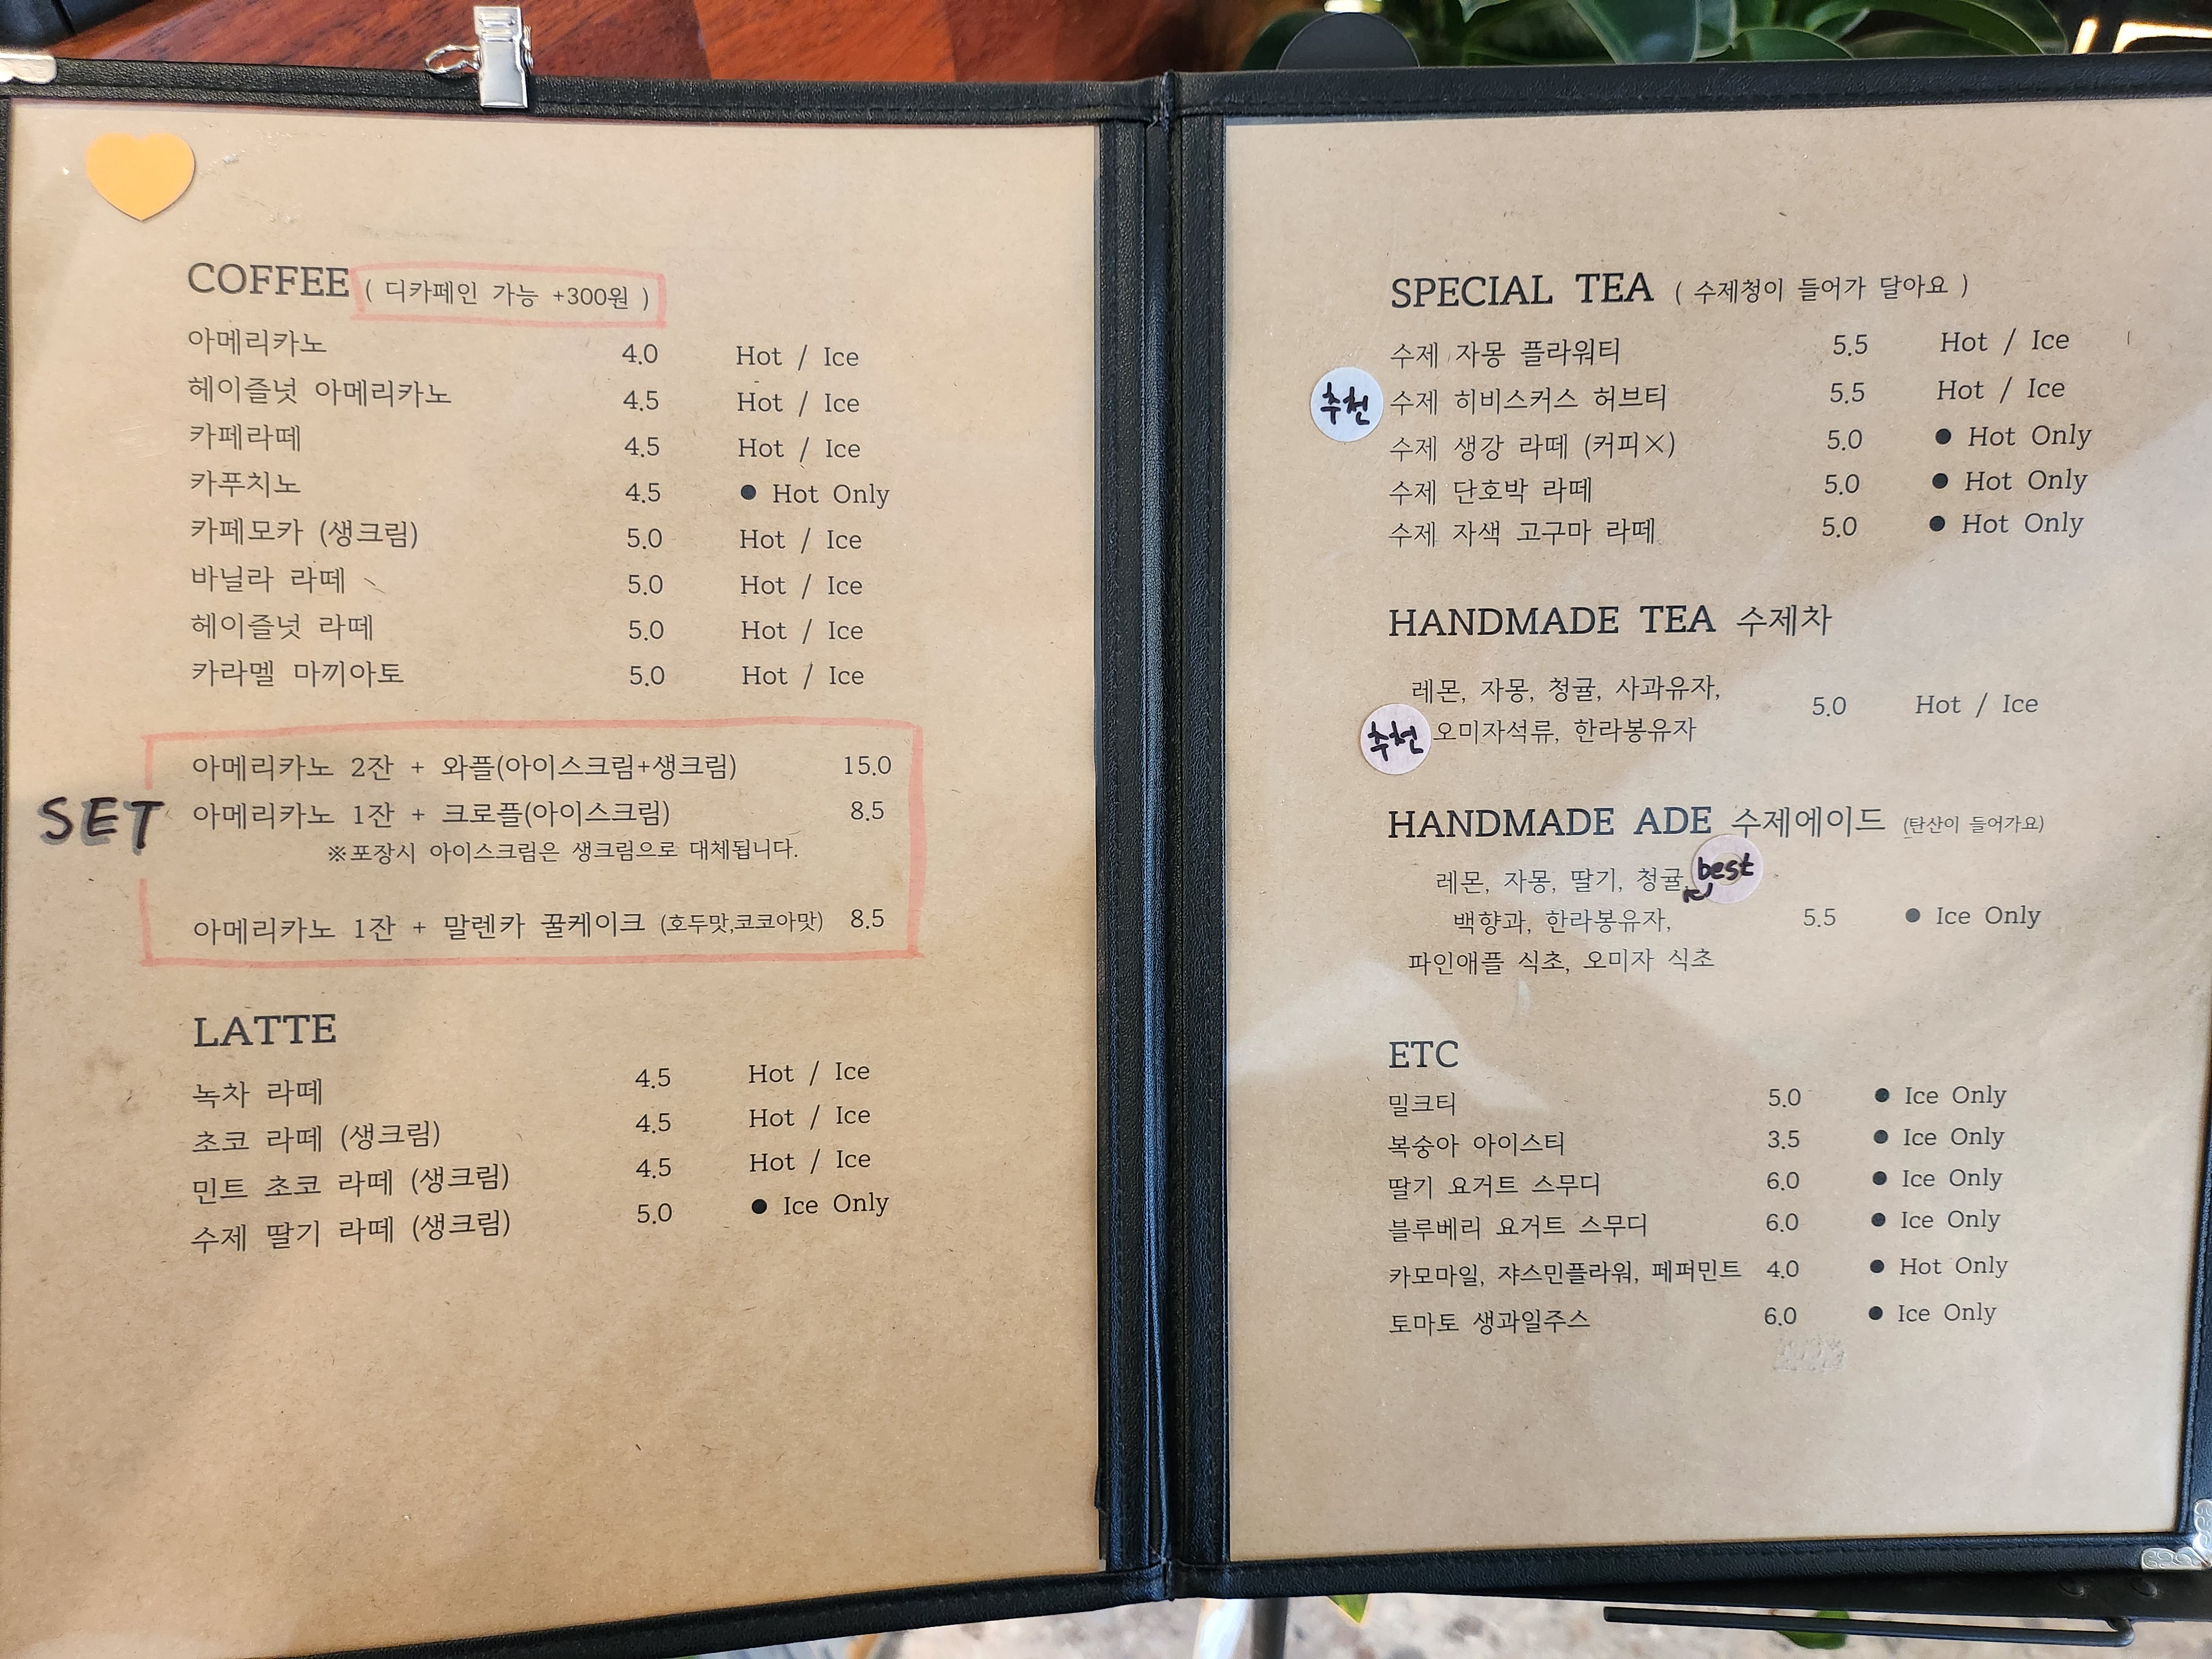 COFFEE ( 디카페인 가능 +300원 )
아메리카노 4.0 Hot / Ice
헤이즐넛 아메리카노 4.5 Hot / Ice
카페라떼 4.5 Hot / Ice
카푸치노 4.5 ● Hot Only
카페모카 (생크림) 5.0 Hot / Ice
바닐라 라떼 5.0 Hot / Ice
헤이즐넛 라떼 5.0 Hot / Ice
카라멜 마끼아토 5.0 Hot / Ice
아메리카노 2잔 + 와플(아이스크림+생크림) 15.0
SET
아메리카노 1잔 + 크로플(아이스크림) 8.5
※포장시 아이스크림은 생크림으로 대체됩니다.
아메리카노 1잔 + 말렌카 꿀케이크 (호두맛,코코아맛) 8.5
LATTE
녹차 라떼 4.5 Hot / Ice
초코 라떼 (생크림) 4.5 Hot / Ice
민트 초코 라떼 (생크림) 4.5 Hot / Ice
수제 딸기 라떼 (생크림) 5.0 ● Ice Only
SPECIAL TEA ( 수제청이 들어가 달아요 )
수제 자몽 플라워티 5.5 Hot / Ice
추천 수제 히비스커스 허브티 5.5 Hot / Ice
수제 생강 라떼 (커피X) 5.0 ● Hot Only
수제 단호박 라떼 5.0 ● Hot Only
수제 자색 고구마 라떼 5.0 ● Hot Only
HANDMADE TEA 수제차
레몬, 자몽, 청귤, 사과유자,
5.0 Hot / Ice
추천 오미자석류, 한라봉유자
HANDMADE ADE 수제에이드 (탄산이 들어가요)
레몬, 자몽, 딸기, 청귤, best
백향과, 한라봉유자, 5.5 ● Ice Only
파인애플 식초, 오미자 식초
ETC
밀크티 5.0 ● Ice Only
복숭아 아이스티 3.5 ● Ice Only
딸기 요거트 스무디 6.0 ● Ice Only
블루베리 요거트 스무디 6.0 ● Ice Only
카모마일, 쟈스민플라워, 페퍼민트 4.0 ● Hot Only
토마토 생과일주스 6.0 ● Ice Only